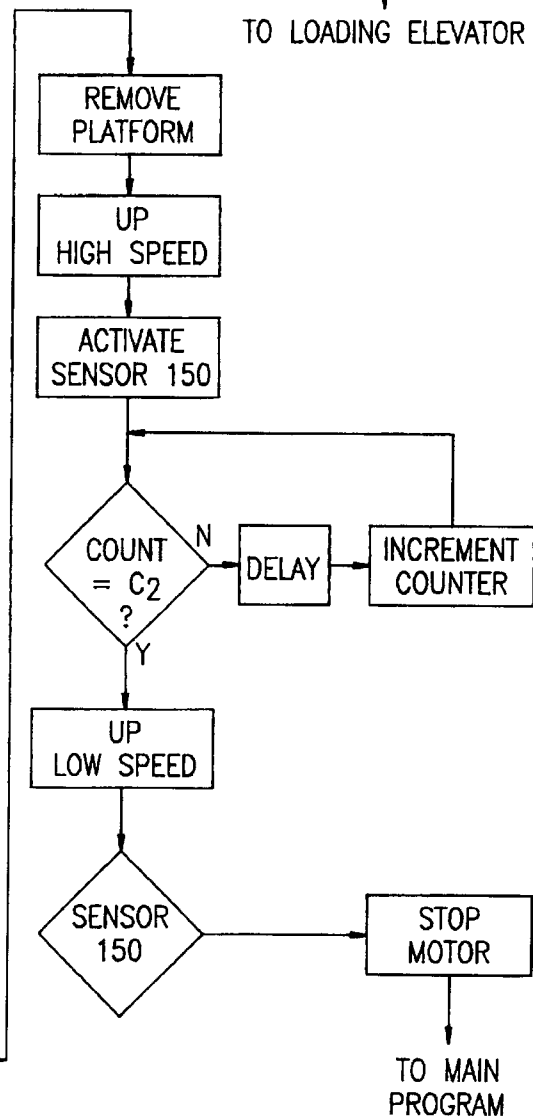 TO LOADING ELEVATOR
REMOVE
PLATFORM
UP
HIGH SPEED
ACTIVATE
SENSOR 150
COUNT
= C2
?
N
DELAY
INCREMENT
COUNTER
Y
UP
LOW SPEED
SENSOR
150
STOP
MOTOR
TO MAIN
PROGRAM